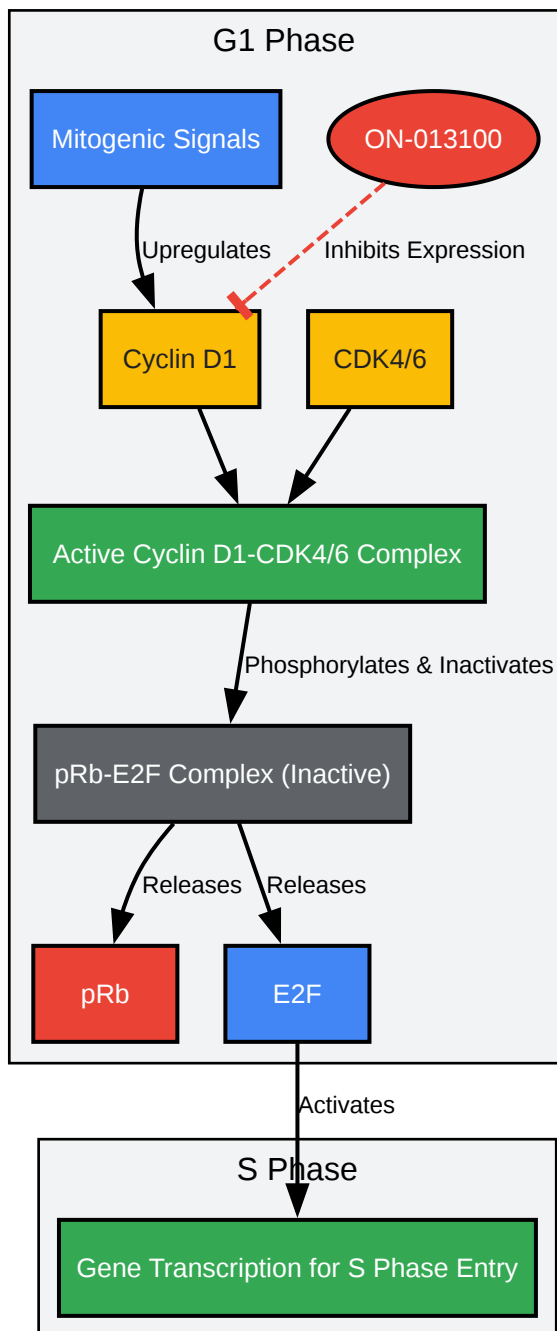 G1 Phase
Mitogenic Signals
ON-013100
Upregulates
Inhibits Expression
Cyclin D1
CDK4/6
Active Cyclin D1-CDK4/6 Complex
Phosphorylates & Inactivates
pRb-E2F Complex (Inactive)
Releases
Releases
pRb
E2F
Activates
S Phase
Gene Transcription for S Phase Entry